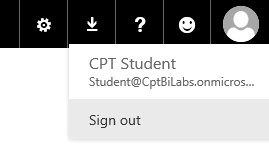 ?
CPT Student
Student@CptBiLabs.onmicros...
Sign out